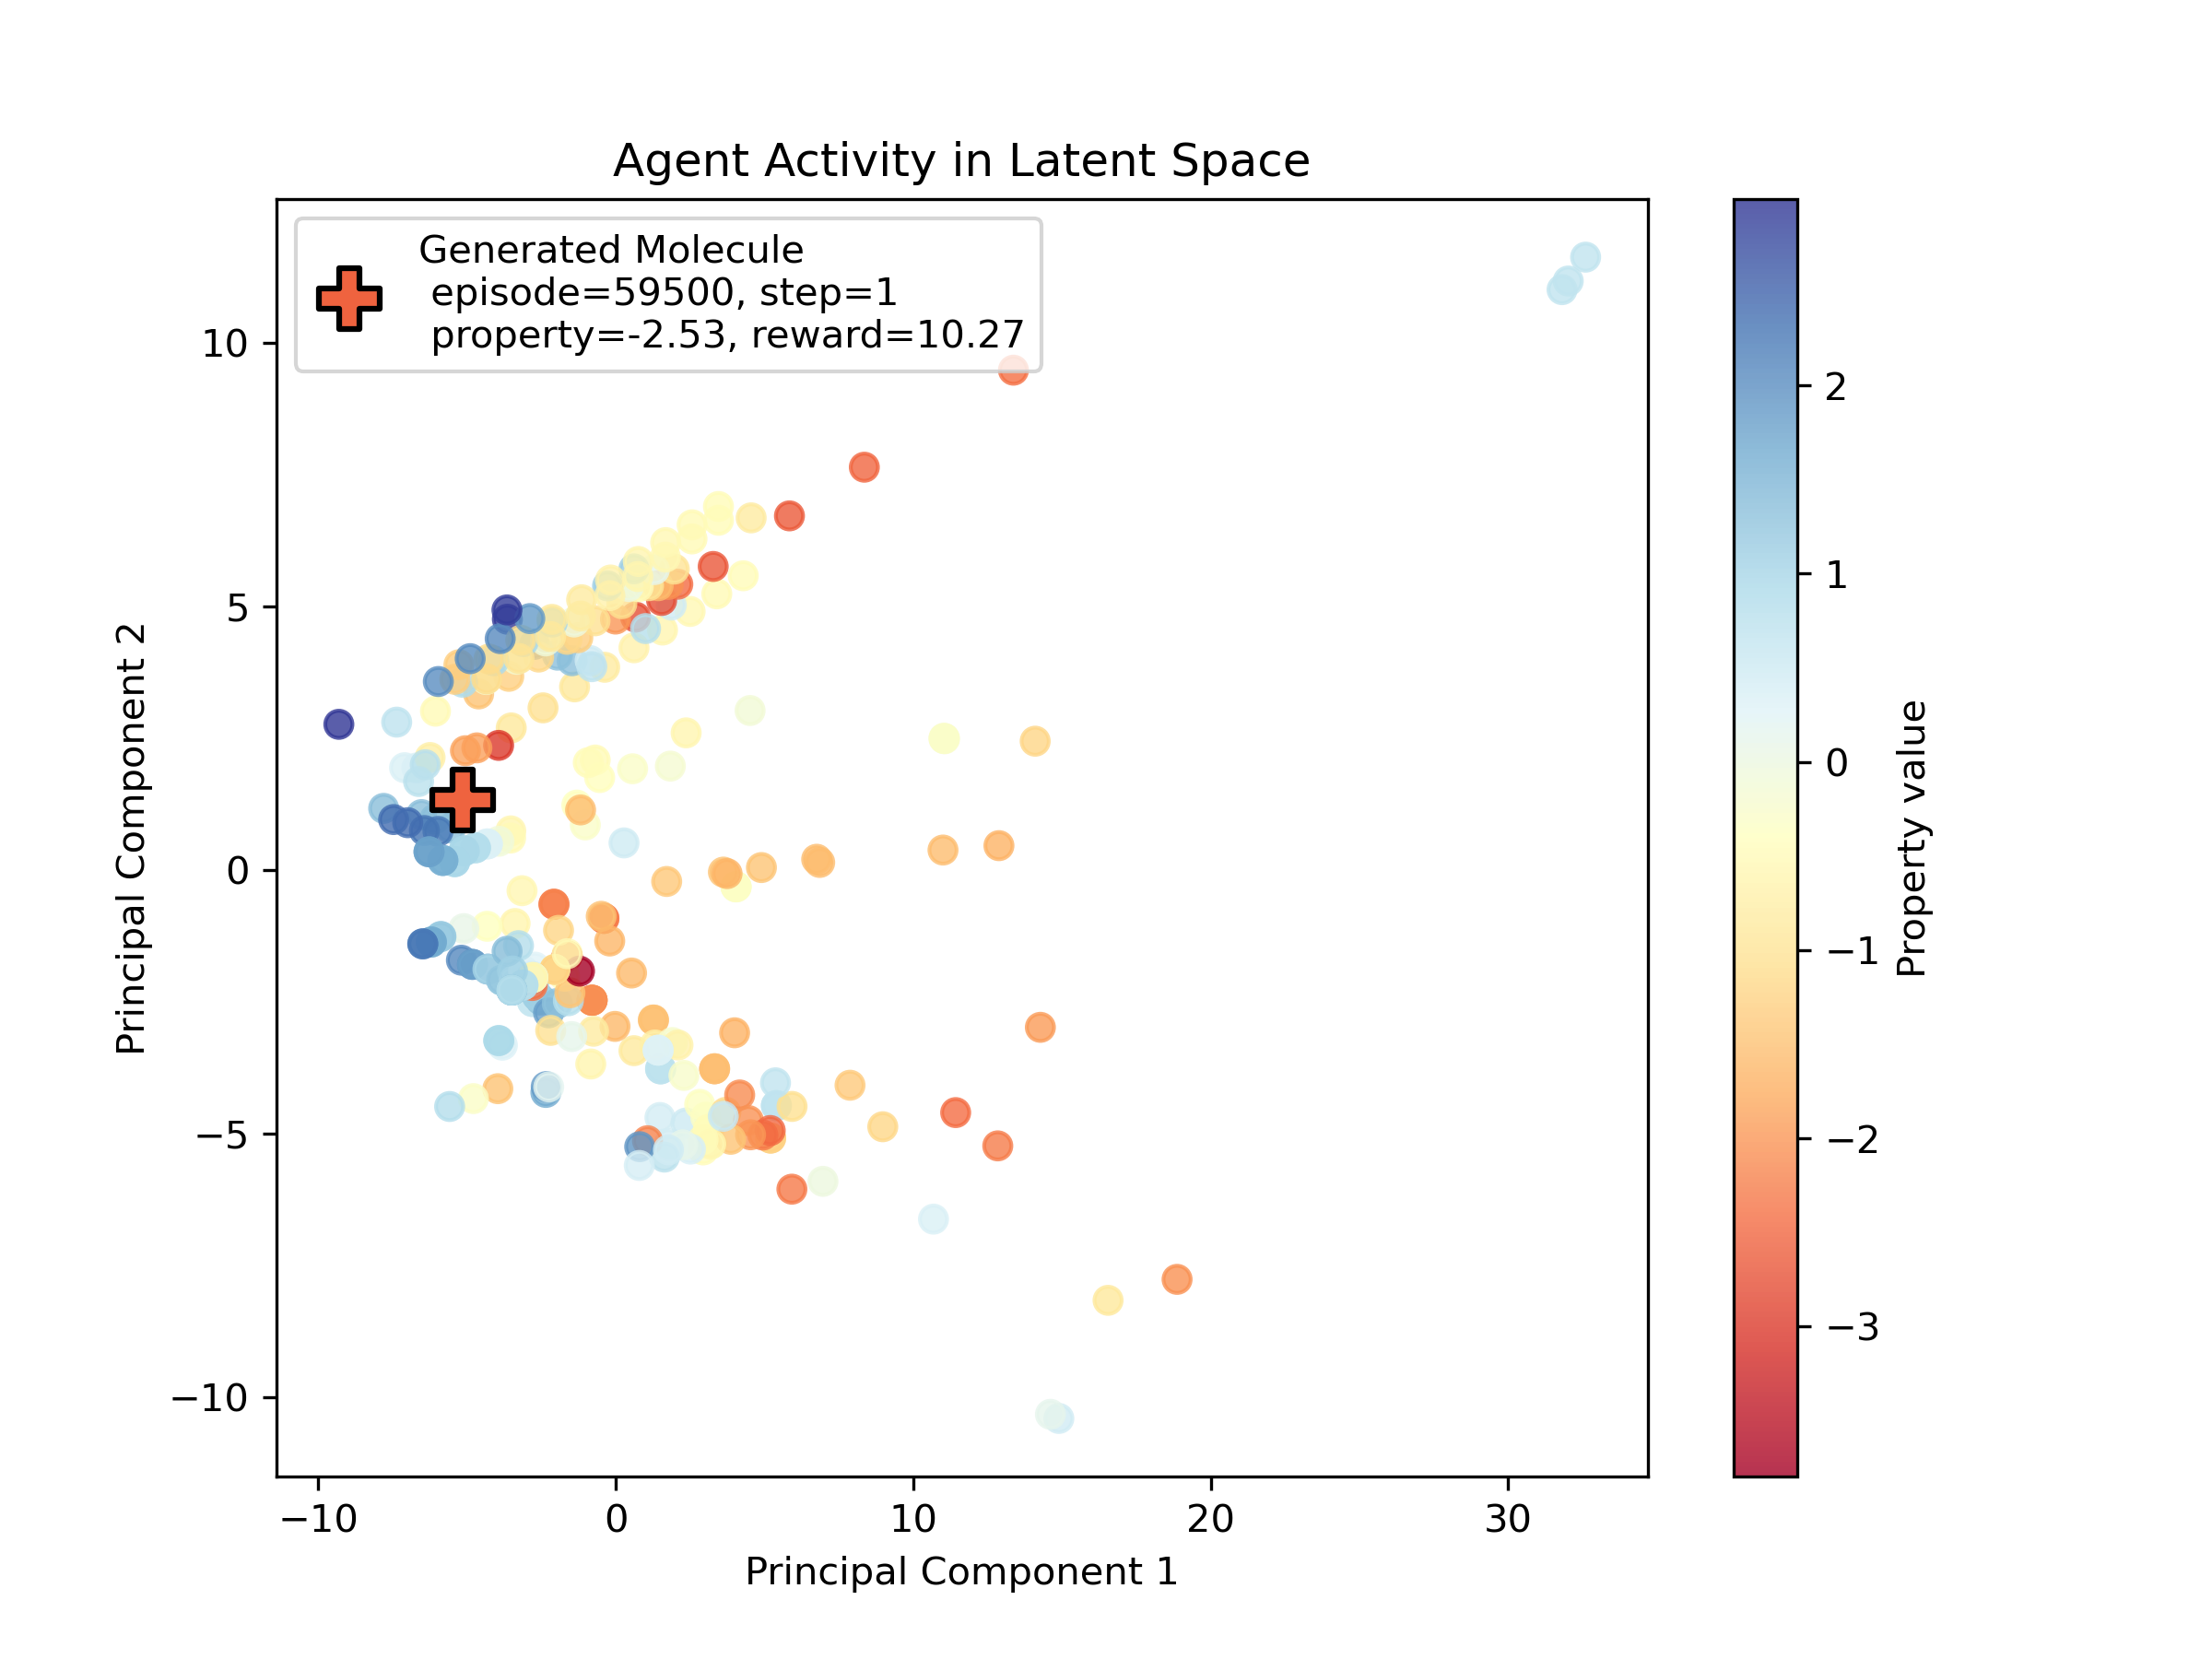 Agent Activity in Latent Space
Generated Molecule
episode=59500, step=1
property=-2.53, reward=10.27
10
5
0
−5
−10
Principal Component 2
−10
0
10
20
30
Principal Component 1
2
1
0
−1
−2
−3
Property value